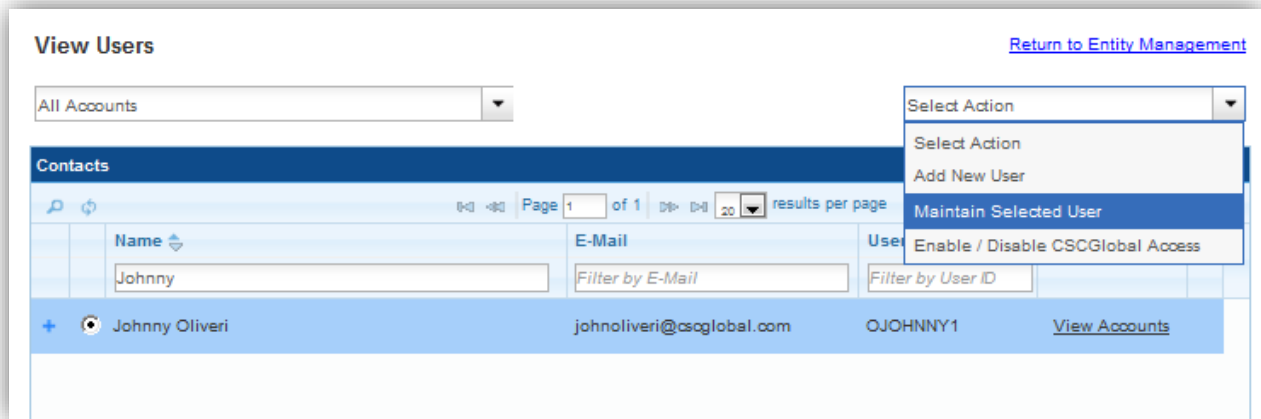 View Users
Return to Entity Management
All Accounts
Select Action
Select Action
Add New User
Maintain Selected User
Enable / Disable CSCGlobal Access
Contacts
Page 1 of 1 20 results per page
Name E-Mail User
Johnny Filter by E-Mail Filter by User ID
Johnny Oliveri johnoliveri@cscglobal.com OJOHNNY1 View Accounts